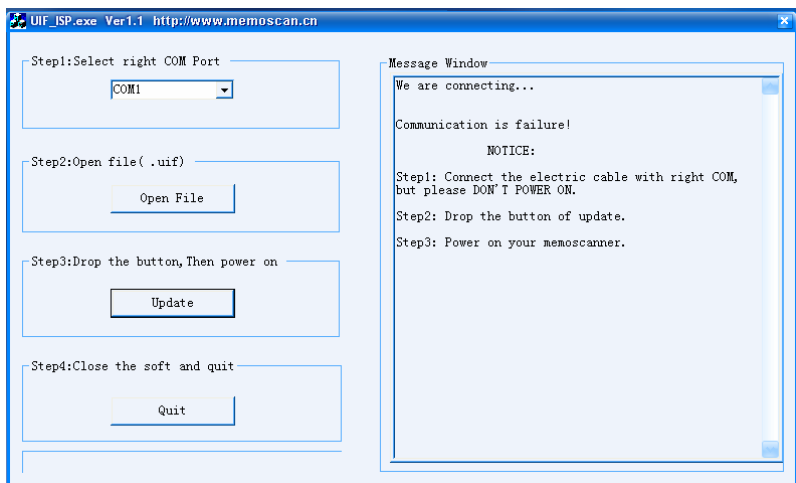 UIF_ISP.exe Ver1.1 http://www.memoscan.cn
Step1:Select right COM Port
COM1
Step2:Open file( .uif)
Open File
Step3:Drop the button,Then power on
Update
Step4:Close the soft and quit
Quit
Message Window
We are connecting...
Communication is failure!
NOTICE:
Step1: Connect the electric cable with right COM,
but please DON'T POWER ON.
Step2: Drop the button of update.
Step3: Power on your memoscanner.